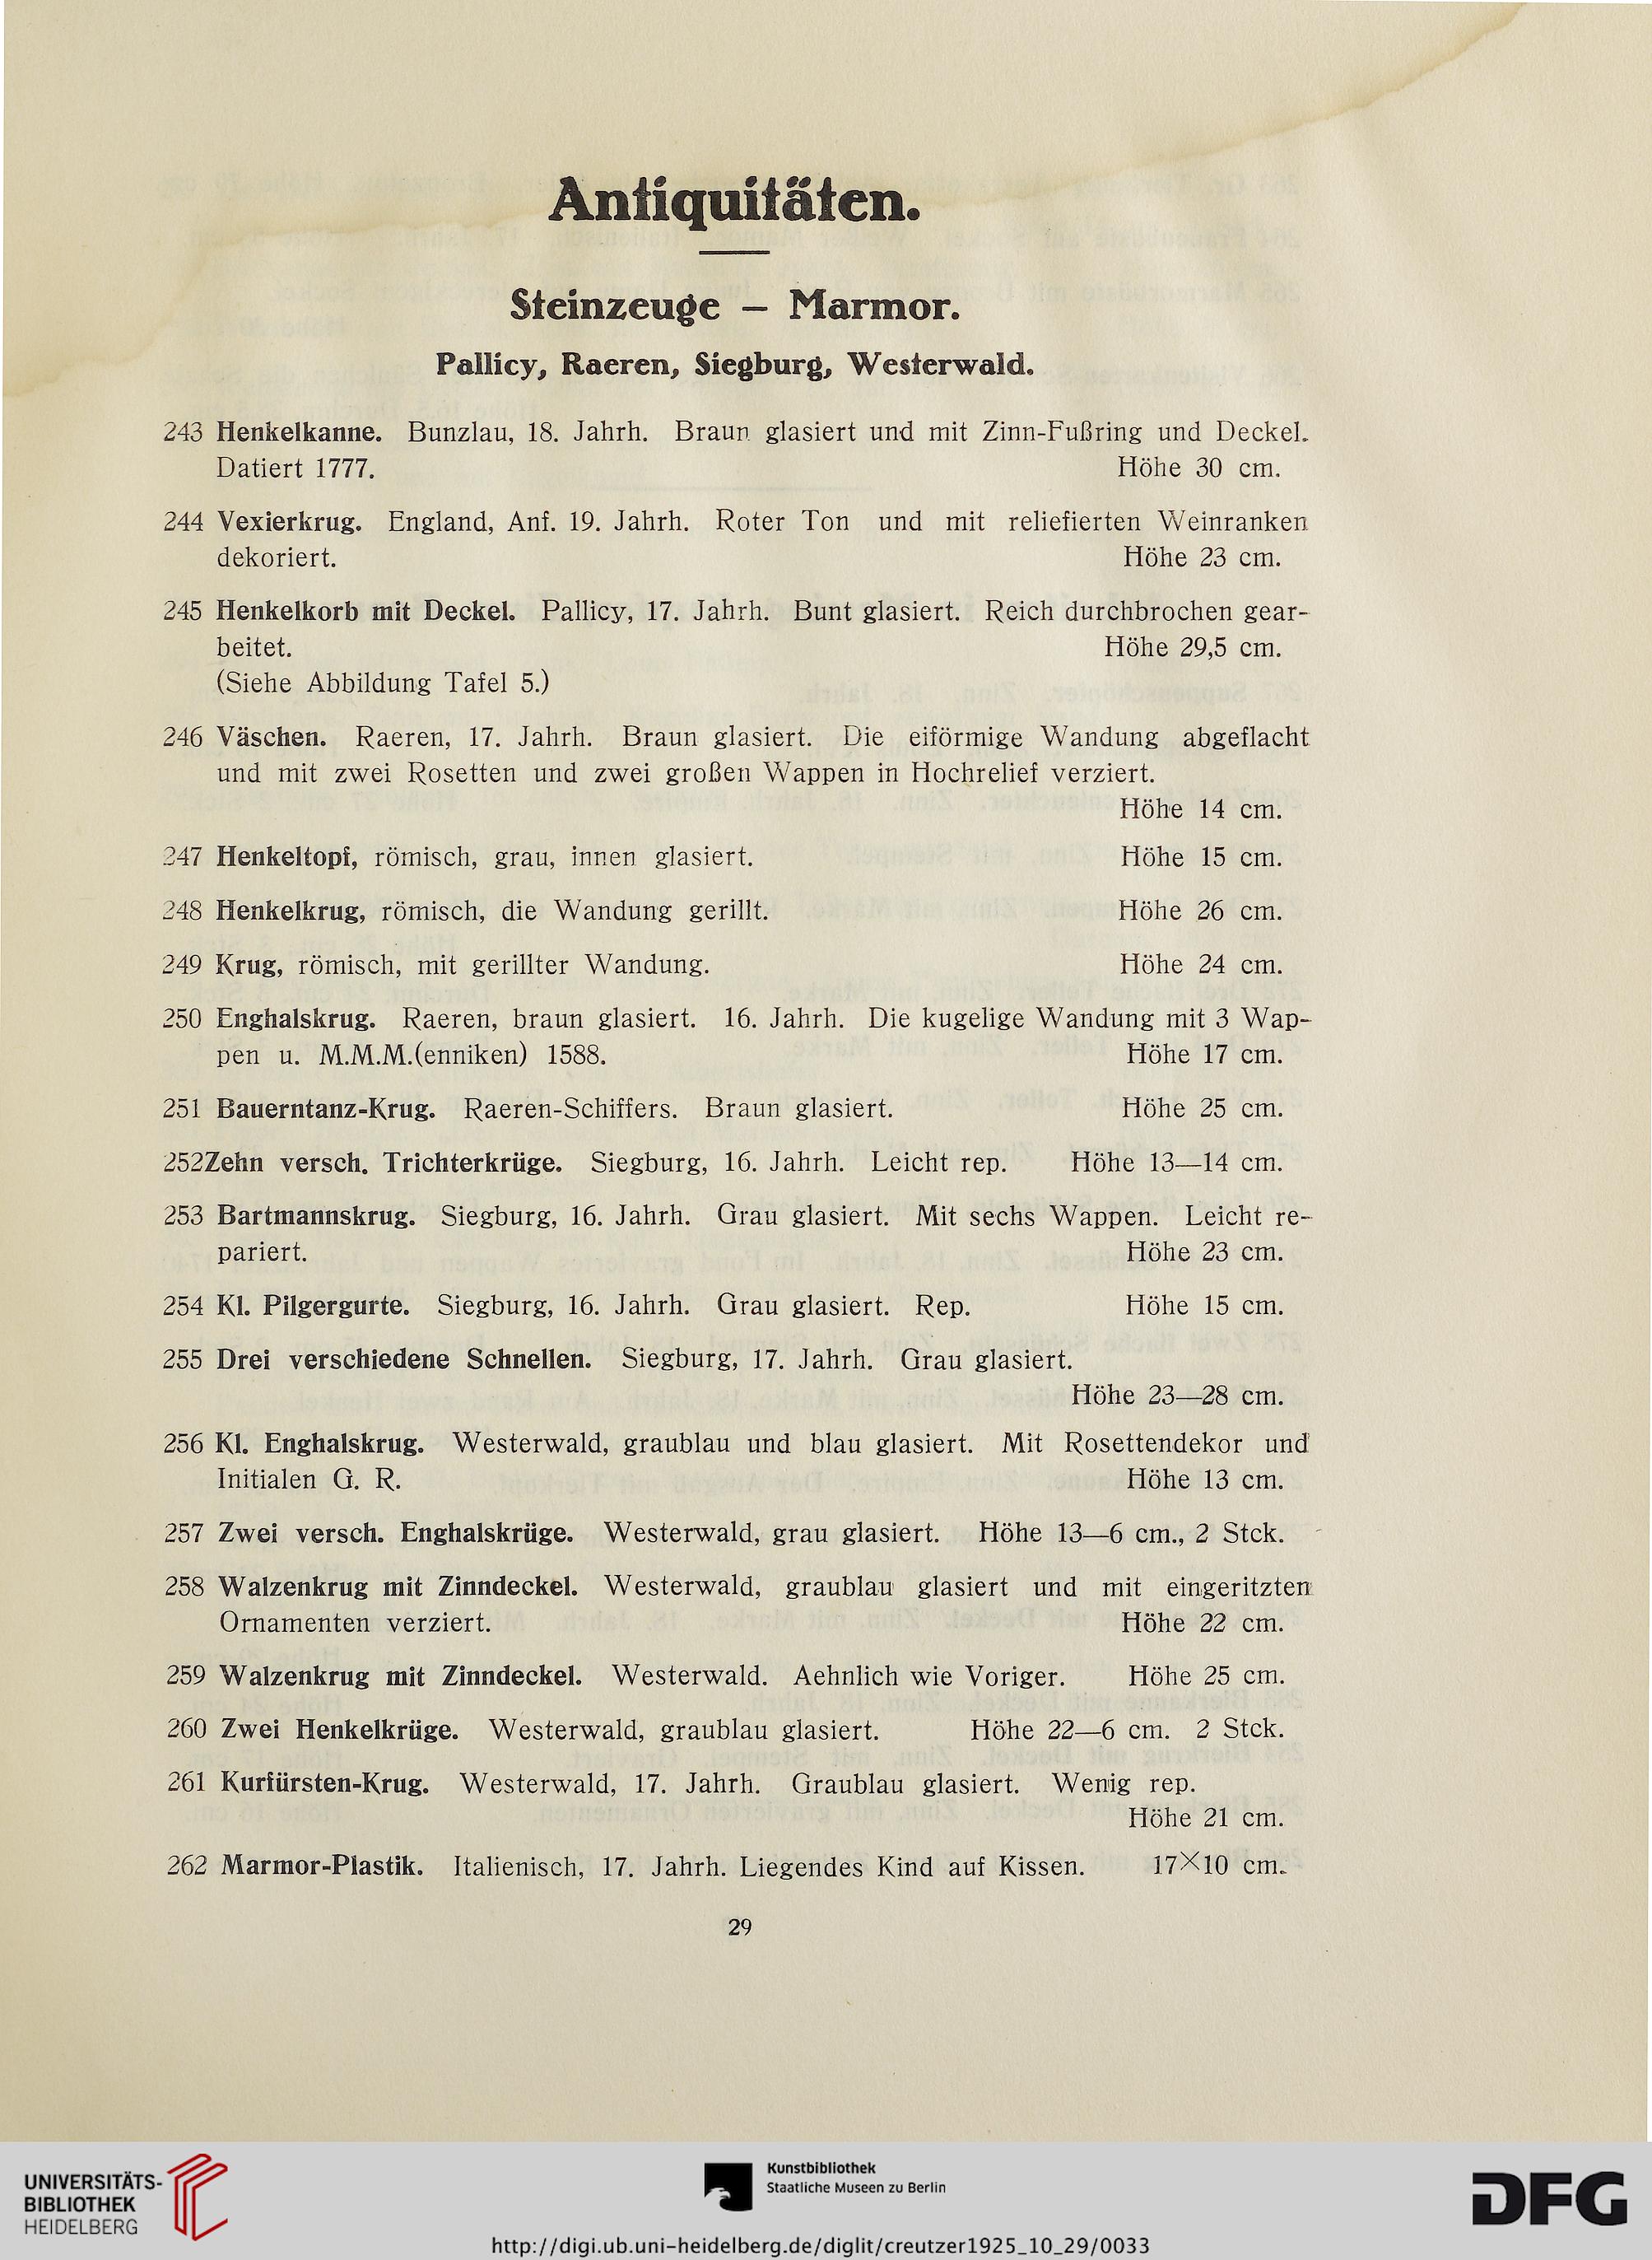 Antiquitäten.
Steinzeuge – Marmor.
Pallicy, Raeren, Siegburg, Westerwald.
243 Henkelkanne. Bunzlau, 18. Jahrh. Braun glasiert und mit Zinn-Fußring und Deckel.
Datiert 1777. Höhe 30 cm.
244 Vexierkrug. England, Anf. 19. Jahrh. Roter Ton und mit reliefierten Weinranken
dekoriert. Höhe 23 cm.
245 Henkelkorb mit Deckel. Pallicy, 17. Jahrh. Bunt glasiert. Reich durchbrochen gear-
beitet. Höhe 29,5 cm.
(Siehe Abbildung Tafel 5.)
246 Väschen. Raeren, 17. Jahrh. Braun glasiert. Die eiförmige Wandung abgeflacht
und mit zwei Rosetten und zwei großen Wappen in Hochrelief verziert.
Höhe 14 cm.
247 Henkeltopf, römisch, grau, innen glasiert. Höhe 15 cm.
248 Henkelkrug, römisch, die Wandung gerillt. Höhe 26 cm.
249 Krug, römisch, mit gerillter Wandung. Höhe 24 cm.
250 Enghalskrug. Raeren, braun glasiert. 16. Jahrh. Die kugelige Wandung mit 3 Wap-
pen u. M.M.M.(enniken) 1588. Höhe 17 cm.
251 Bauerntanz-Krug. Raeren-Schiffers. Braun glasiert. Höhe 25 cm.
252Zehn versch. Trichterkrüge. Siegburg, 16. Jahrh. Leicht rep. Höhe 13—14 cm.
253 Bartmannskrug. Siegburg, 16. Jahrh. Grau glasiert. Mit sechs Wappen. Leicht re-
pariert. Höhe 23 cm.
254 Kl. Pilgergurte. Siegburg, 16. Jahrh. Grau glasiert. Rep. Höhe 15 cm.
255 Drei verschiedene Schnellen. Siegburg, 17. Jahrh. Grau glasiert.
Höhe 23—28 cm.
256 Kl. Enghalskrug. Westerwald, graublau und blau glasiert. Mit Rosettendekor und
Initialen G. R. Höhe 13 cm.
257 Zwei versch. Enghalskrüge. Westerwald, grau glasiert. Höhe 13—6 cm., 2 Stck.
258 Walzenkrug mit Zinndeckel. Westerwald, graublau glasiert und mit eingeritzten
Ornamenten verziert. Höhe 22 cm.
259 Walzenkrug mit Zinndeckel. Westerwald. Aehnlich wie Voriger. Höhe 25 cm.
260 Zwei Henkelkrüge. Westerwald, graublau glasiert. Höhe 22—6 cm. 2 Stck.
261 Kurfürsten-Krug. Westerwald, 17. Jahrh. Graublau glasiert. Wenig rep.
Höhe 21 cm.
262 Marmor-Plastik. Italienisch, 17. Jahrh. Liegendes Kind auf Kissen. 17×10 cm.
29
UNIVERSITÄTS-
BIBLIOTHEK
HEIDELBERG
Kunstbibliothek
Staatliche Museen zu Berlin
DFG
http://digi.ub.uni-heidelberg.de/diglit/creutzer1925_10_29/0033